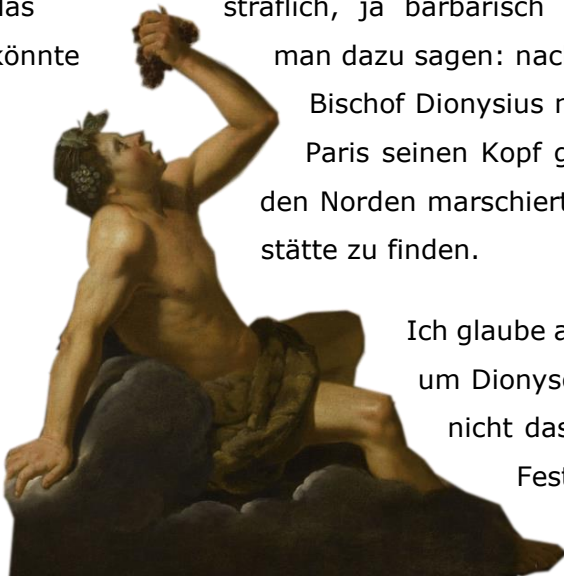 das sträflich, ja barbarisch
könnte man dazu sagen: nac
Bischof Dionysius
Paris seinen Kopf g
den Norden marschiert
stätte zu finden.
Ich glaube a
um Dionys
nicht das
Fest